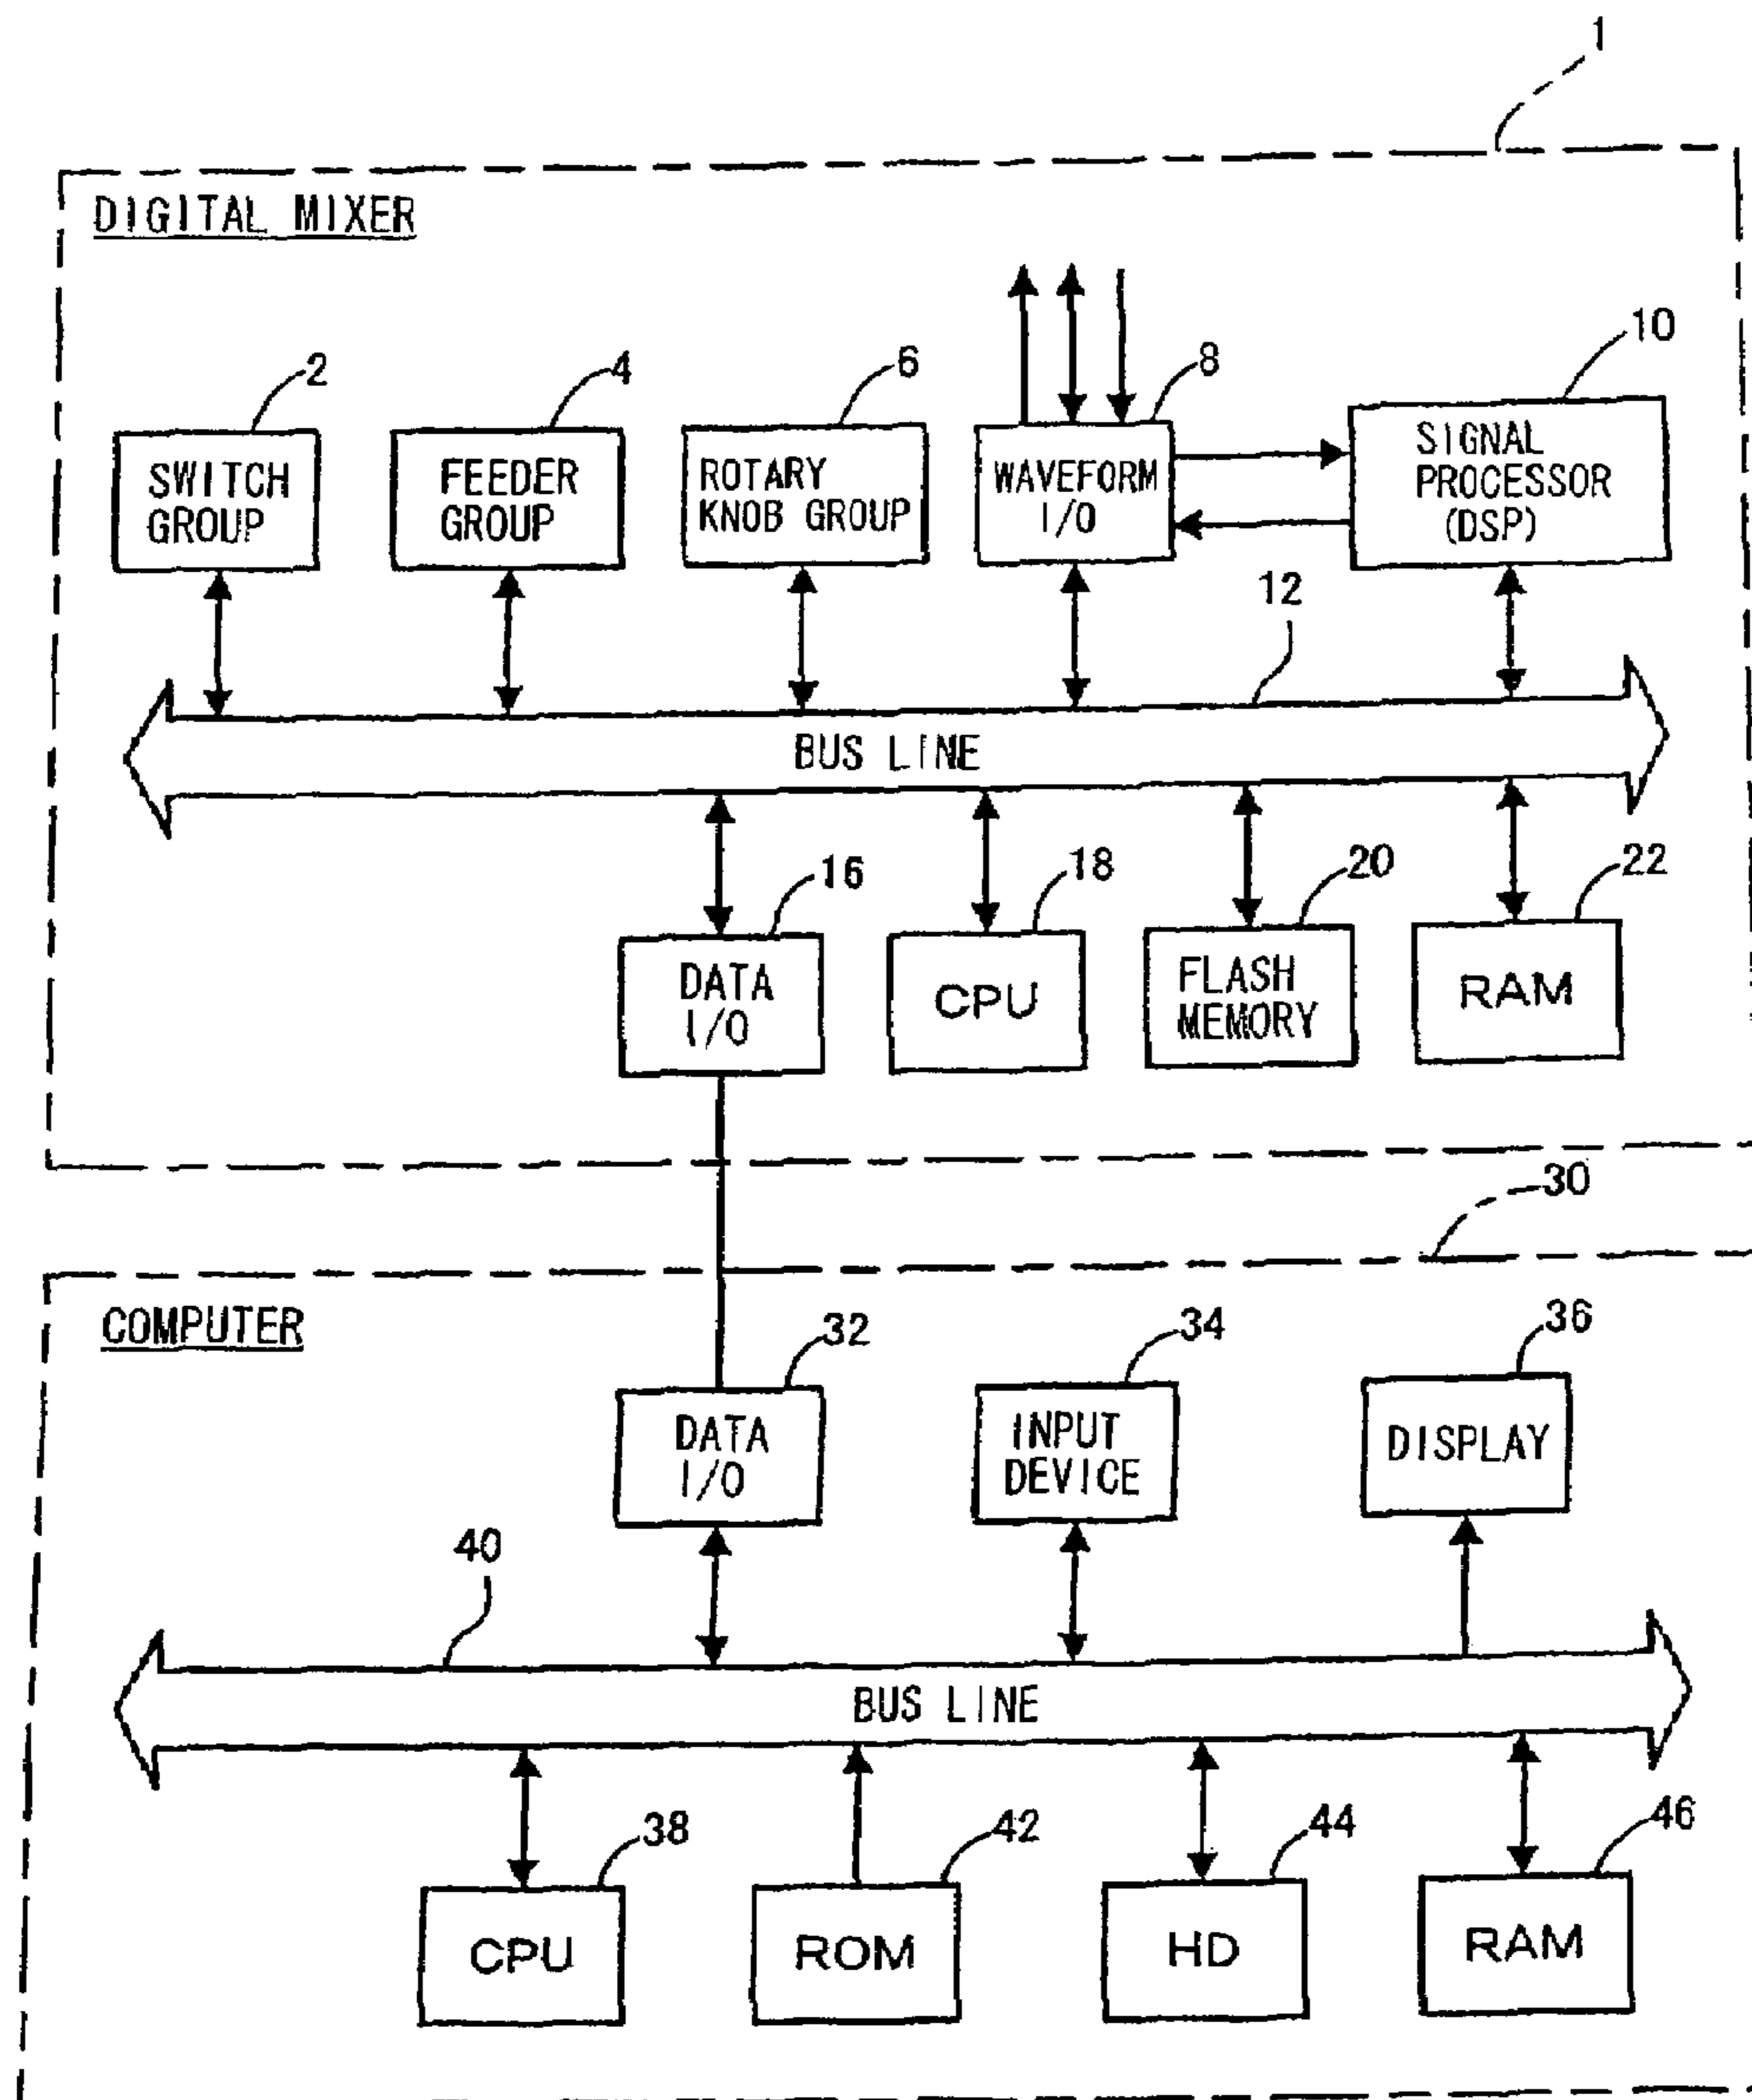 1
DIGITAL MIXER
2
4
6
8
10
SWITCH
GROUP
FEEDER
GROUP
ROTARY
KNOB GROUP
WAVEFORM
I/O
SIGNAL
PROCESSOR
(DSP)
12
BUS LINE
16
18
20
22
DATA
I/O
CPU
FLASH
MEMORY
RAM
30
COMPUTER
32
34
36
DATA
I/O
INPUT
DEVICE
DISPLAY
40
BUS LINE
38
42
44
46
CPU
ROM
HD
RAM